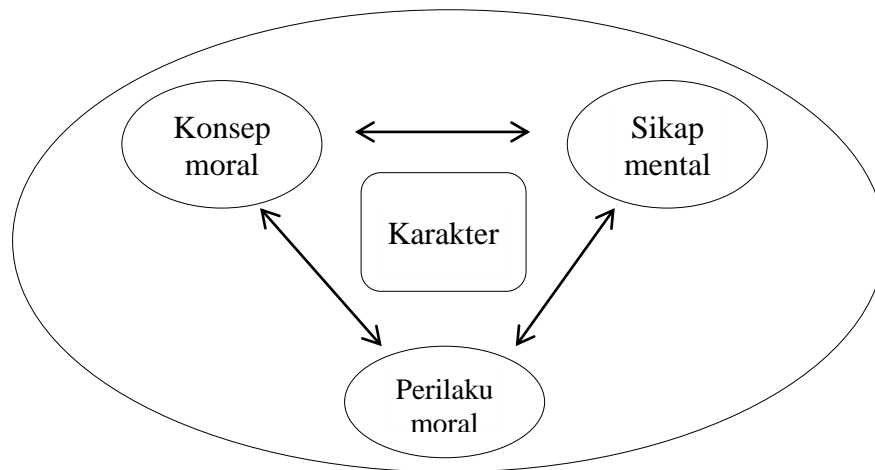 Konsep
moral
Sikap
mental
Karakter
Perilaku
moral